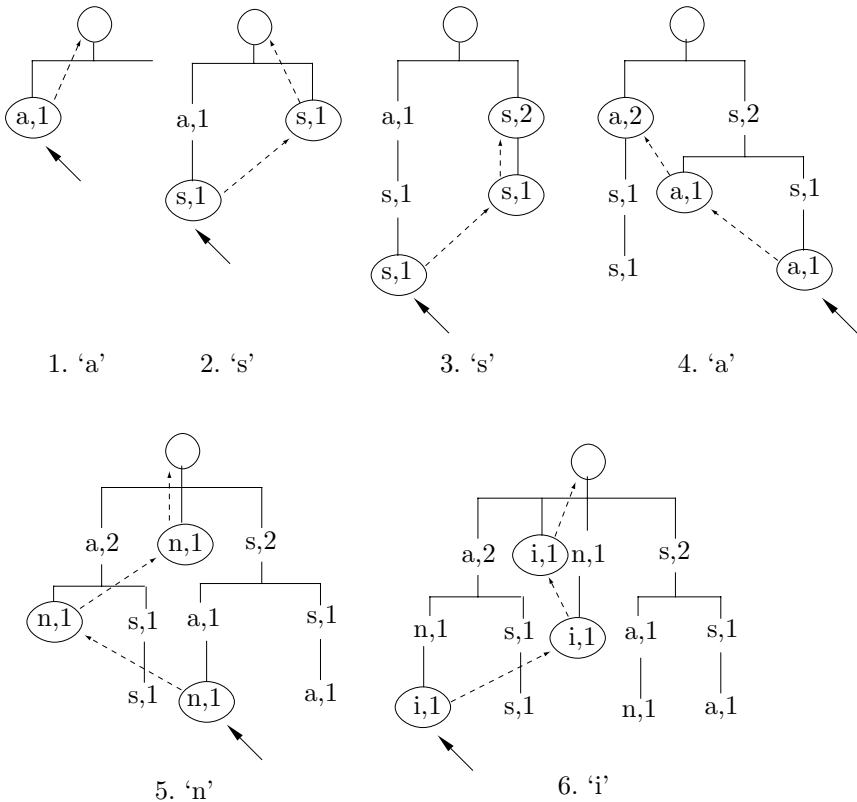 a,1
a,1 s,1
s,1
a,1 s,2
s,1 s,1
s,1
a,2 s,2
s,1 a,1 s,1
s,1 a,1
1. ‘a’ 2. ‘s’ 3. ‘s’ 4. ‘a’
a,2 n,1 s,2
n,1 s,1 a,1 s,1
s,1 n,1 a,1
5. ‘n’
a,2 i,1 n,1 s,2
n,1 s,1 i,1 a,1 s,1
i,1 s,1 n,1 a,1
6. ‘i’